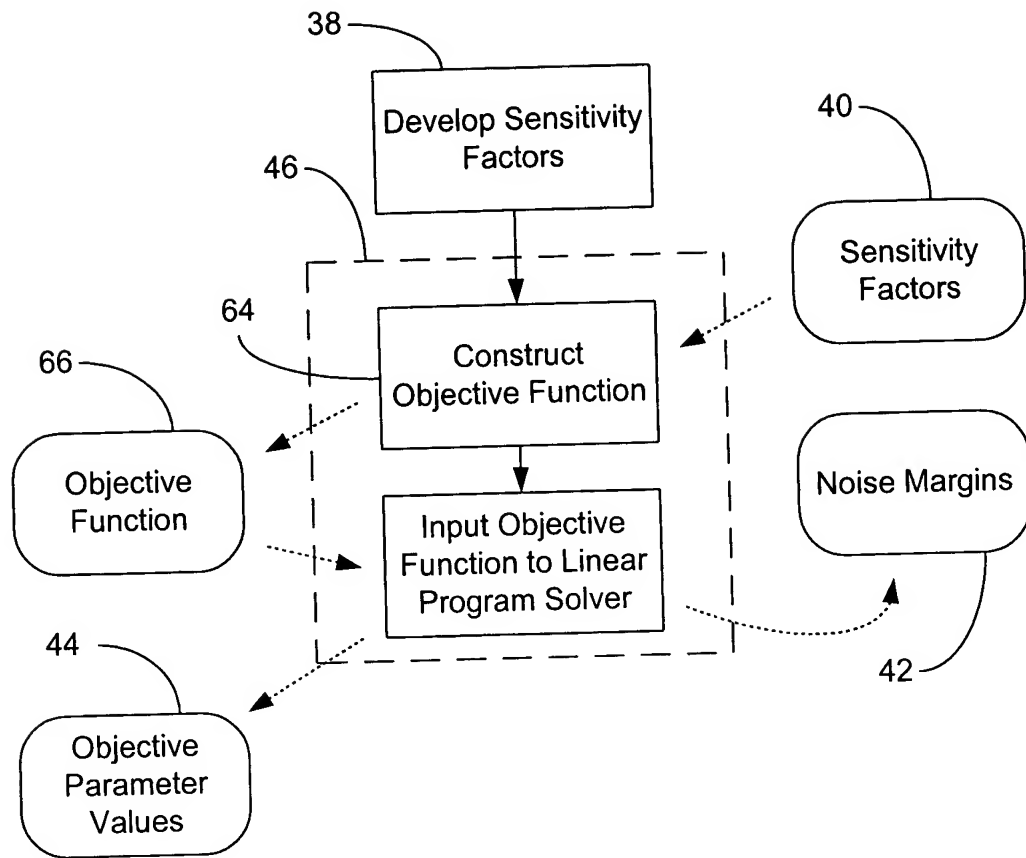 38
Develop Sensitivity
Factors
40
Sensitivity
Factors
46
64
Construct
Objective Function
66
Objective
Function
Noise Margins
42
Input Objective
Function to Linear
Program Solver
44
Objective
Parameter
Values